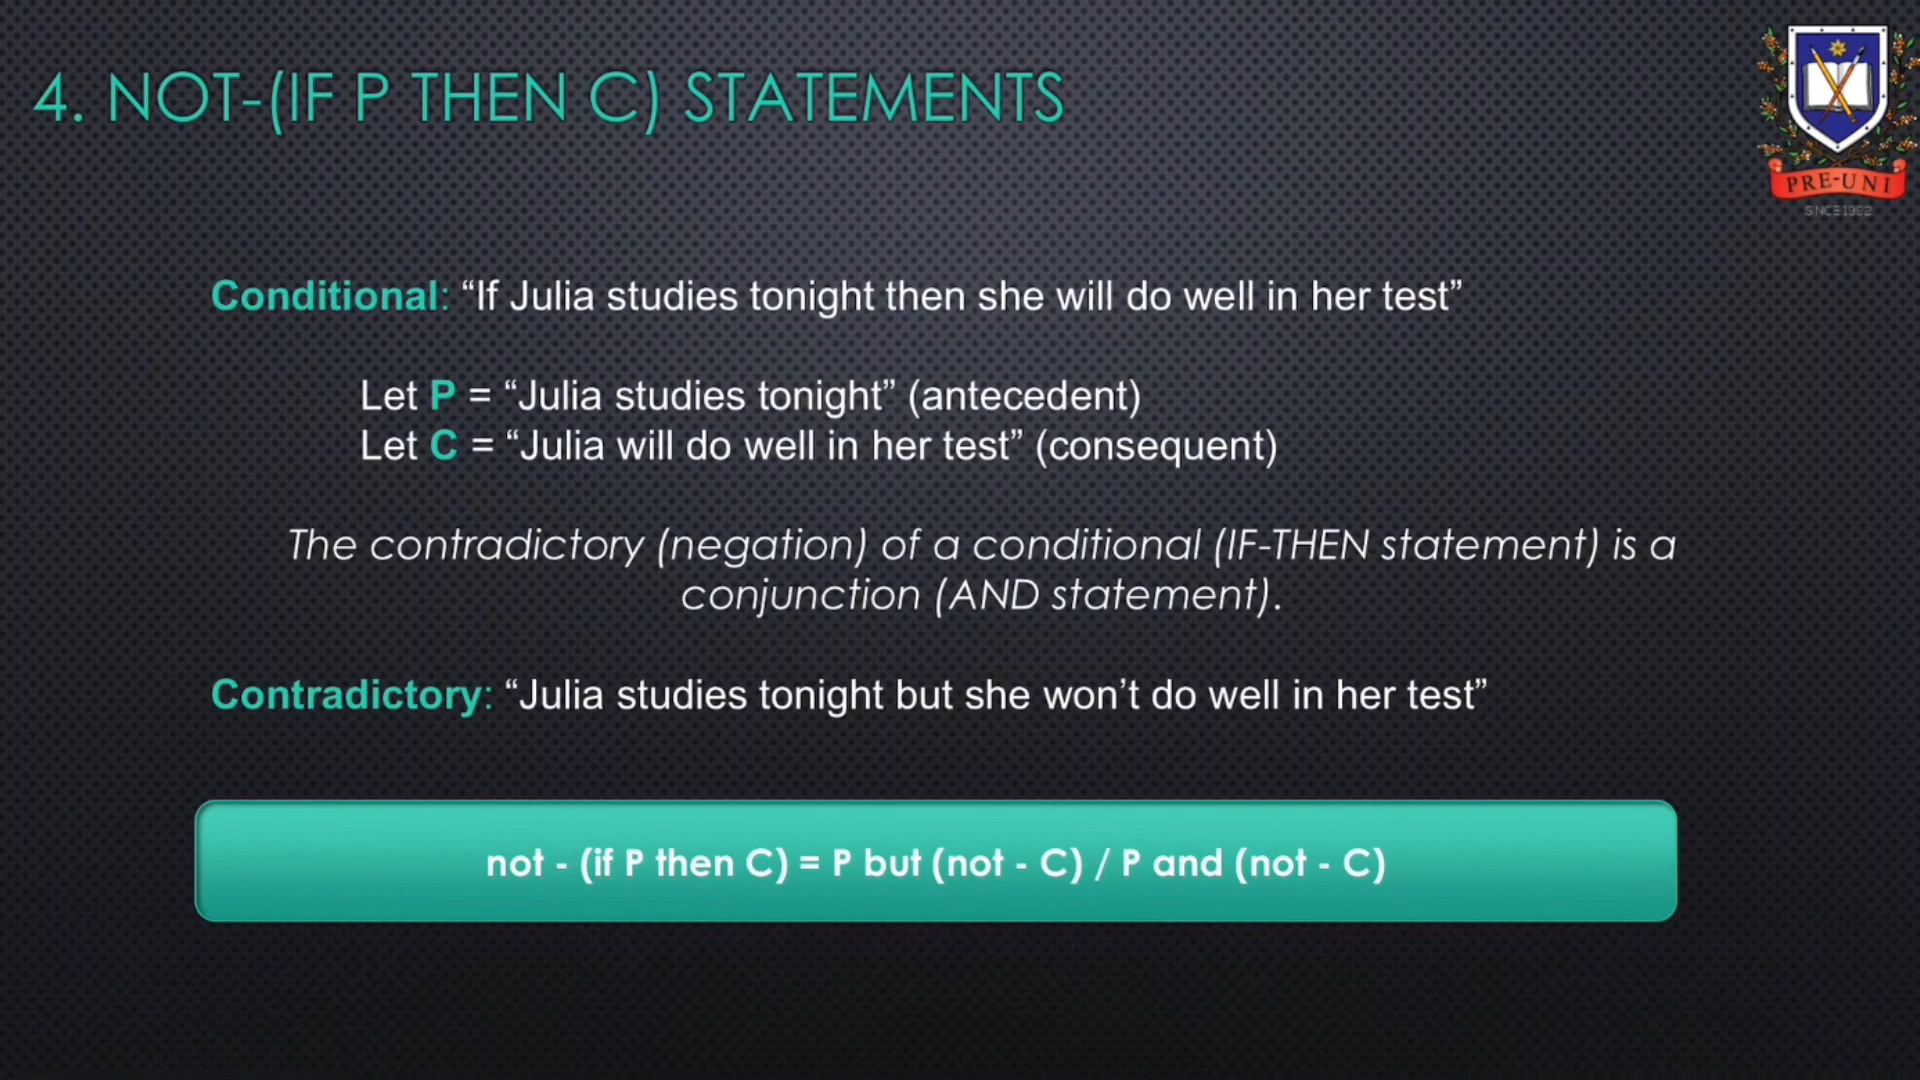 4. NOT-(IF P THEN C) STATEMENTS
PRE-UNI
SINCE 1992
Conditional: “If Julia studies tonight then she will do well in her test”
Let P = “Julia studies tonight” (antecedent)
Let C = “Julia will do well in her test” (consequent)
The contradictory (negation) of a conditional (IF-THEN statement) is a
conjunction (AND statement).
Contradictory: “Julia studies tonight but she won’t do well in her test”
not - (if P then C) = P but (not - C) / P and (not - C)